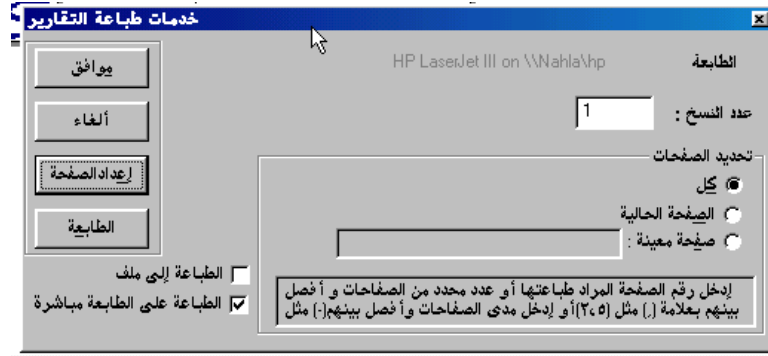 خدمات طباعة التقارير
الطابعة HP LaserJet III on \\Nahla\hp
عدد النسخ : 1
تحديد الصفحات
كل
الصفحة الحالية
صفحة معينة :
إدخل رقم الصفحة المراد طباعتها أو عدد محدد من الصفاحات و أفصل
بينهم بعلامة (,) مثل (٢،٥) أو إدخل مدى الصفاحات وأفصل بينهم(-) مثل
موافق
ألغاء
إعدادالصفحة
الطابعة
الطباعة إلى ملف
الطباعة على الطابعة مباشرة